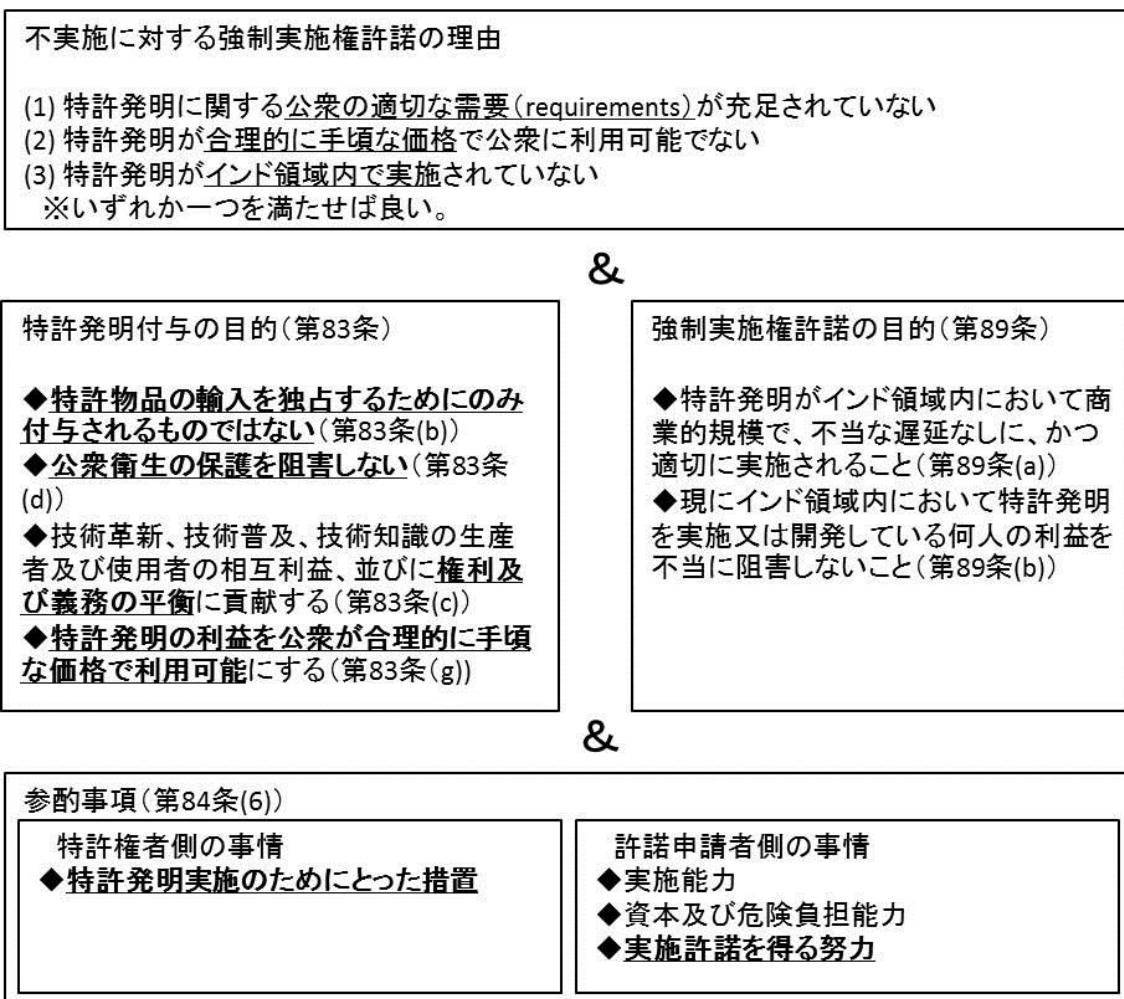 不実施に対する強制実施権許諾の理由
(1) 特許発明に関する公衆の適切な需要(requirements)が充足されていない
(2) 特許発明が合理的に手頃な価格で公衆に利用可能でない
(3) 特許発明がインド領域内で実施されていない
※いずれか一つを満たせば良い。
&
特許発明付与の目的(第83条)
◆特許物品の輸入を独占するためにのみ
付与されるものではない(第83条(b))
◆公衆衛生の保護を阻害しない(第83条
(d))
◆技術革新、技術普及、技術知識の生産
者及び使用者の相互利益、並びに権利及
び義務の平衡に貢献する(第83条(c))
◆特許発明の利益を公衆が合理的に手頃
な価格で利用可能にする(第83条(g))
強制実施権許諾の目的(第89条)
◆特許発明がインド領域内において商
業的規模で、不当な遅延なしに、かつ
適切に実施されること(第89条(a))
◆現にインド領域内において特許発明
を実施又は開発している何人の利益を
不当に阻害しないこと(第89条(b))
&
参酌事項(第84条(6))
特許権者側の事情
◆特許発明実施のためにとった措置
許諾申請者側の事情
◆実施能力
◆資本及び危険負担能力
◆実施許諾を得る努力